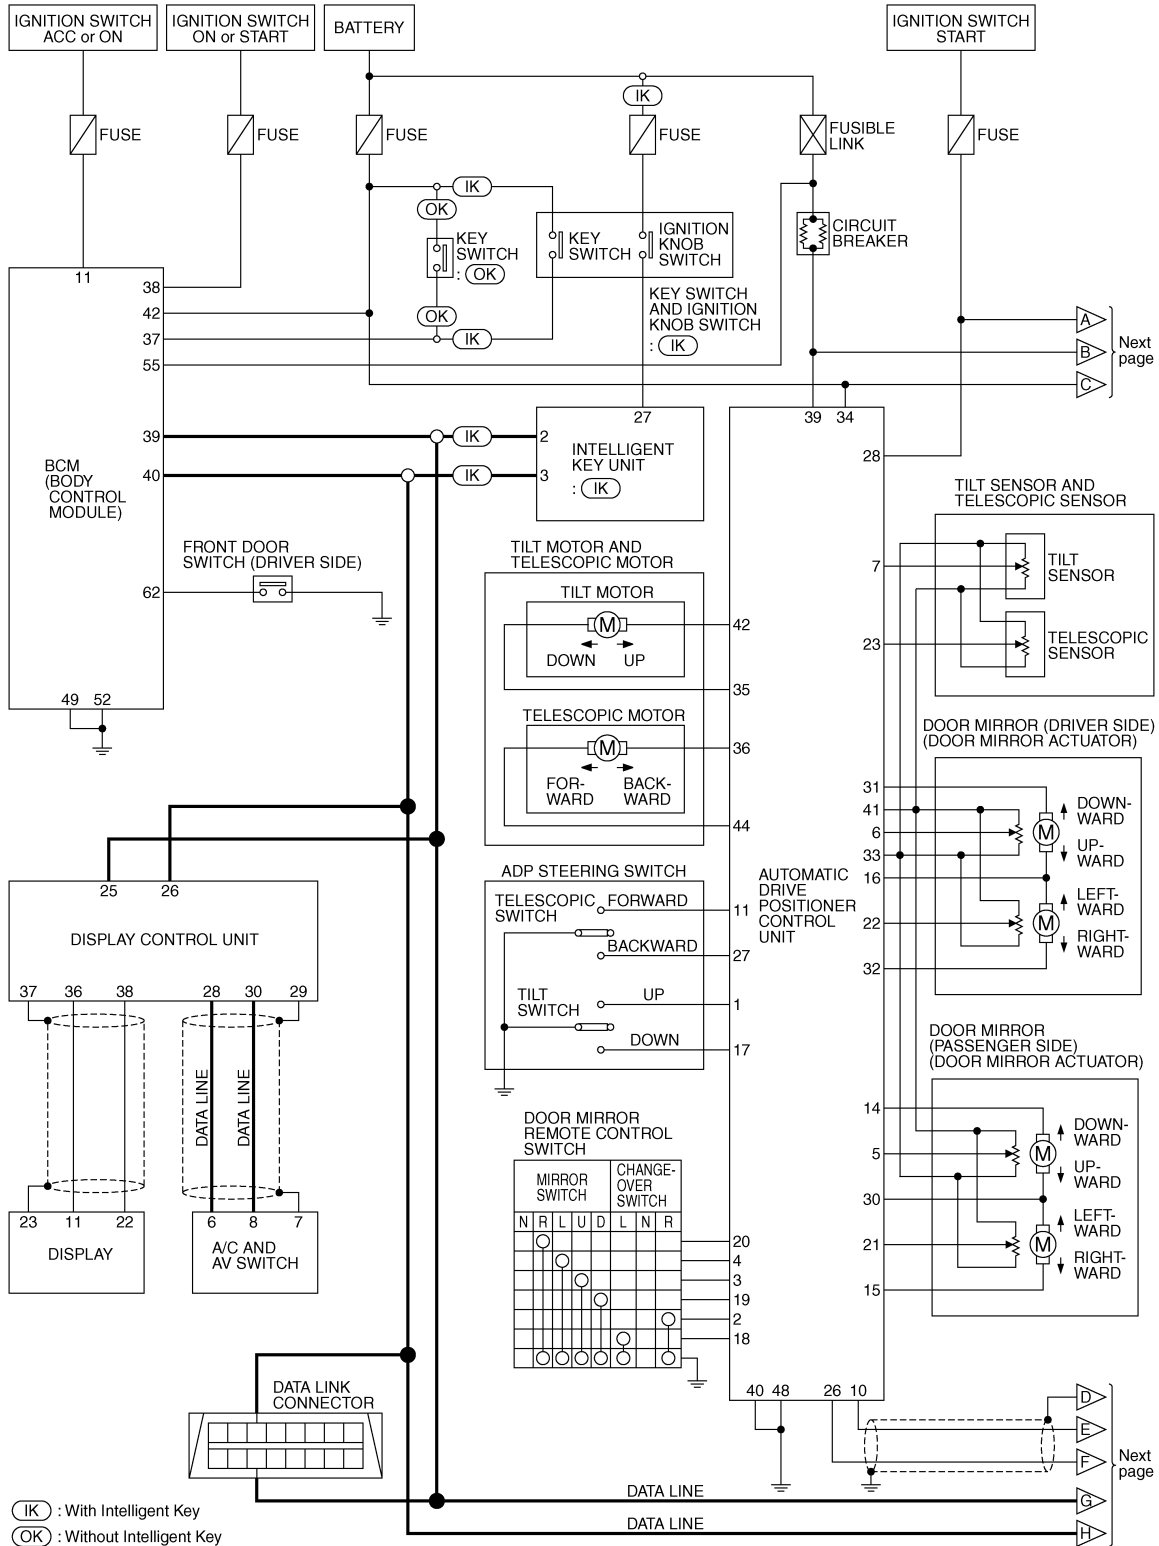 IGNITION SWITCH
ACC or ON
IGNITION SWITCH
ON or START
BATTERY
IGNITION SWITCH
START
IK
FUSE
FUSE
FUSE
FUSE
FUSIBLE
LINK
FUSE
IK
OK
KEY
SWITCH
: OK
KEY
SWITCH
IGNITION
KNOB
SWITCH
CIRCUIT
BREAKER
11
38
42
37
55
OK
IK
KEY SWITCH
AND IGNITION
KNOB SWITCH
: IK
A
B
C
Next
page
39
40
IK
IK
2
3
27
INTELLIGENT
KEY UNIT
: IK
39
34
28
BCM
(BODY
CONTROL
MODULE)
FRONT DOOR
SWITCH (DRIVER SIDE)
62
49
52
TILT MOTOR AND
TELESCOPIC MOTOR
TILT MOTOR
M
DOWN
UP
42
35
TELESCOPIC MOTOR
M
FOR-
WARD
BACK-
WARD
36
44
TILT SENSOR AND
TELESCOPIC SENSOR
7
TILT
SENSOR
23
TELESCOPIC
SENSOR
DOOR MIRROR (DRIVER SIDE)
(DOOR MIRROR ACTUATOR)
31
41
6
33
16
22
32
M
DOWN-
WARD
UP-
WARD
M
LEFT-
WARD
RIGHT-
WARD
AUTOMATIC
DRIVE
POSITIONER
CONTROL
UNIT
ADP STEERING SWITCH
TELESCOPIC
SWITCH
FORWARD
11
BACKWARD
27
TILT
SWITCH
UP
1
DOWN
17
25
26
DISPLAY CONTROL UNIT
37
36
38
28
30
29
DATA LINE
DATA LINE
23
11
22
DISPLAY
6
8
7
A/C AND
AV SWITCH
DOOR MIRROR
(PASSENGER SIDE)
(DOOR MIRROR ACTUATOR)
14
5
30
21
15
M
DOWN-
WARD
UP-
WARD
M
LEFT-
WARD
RIGHT-
WARD
DOOR MIRROR
REMOTE CONTROL
SWITCH
MIRROR
SWITCH
CHANGE-
OVER
SWITCH
N R L U D L N R
20
4
3
19
2
18
40
48
26
10
DATA LINK
CONNECTOR
D
E
F
G
H
Next
page
DATA LINE
DATA LINE
IK : With Intelligent Key
OK : Without Intelligent Key